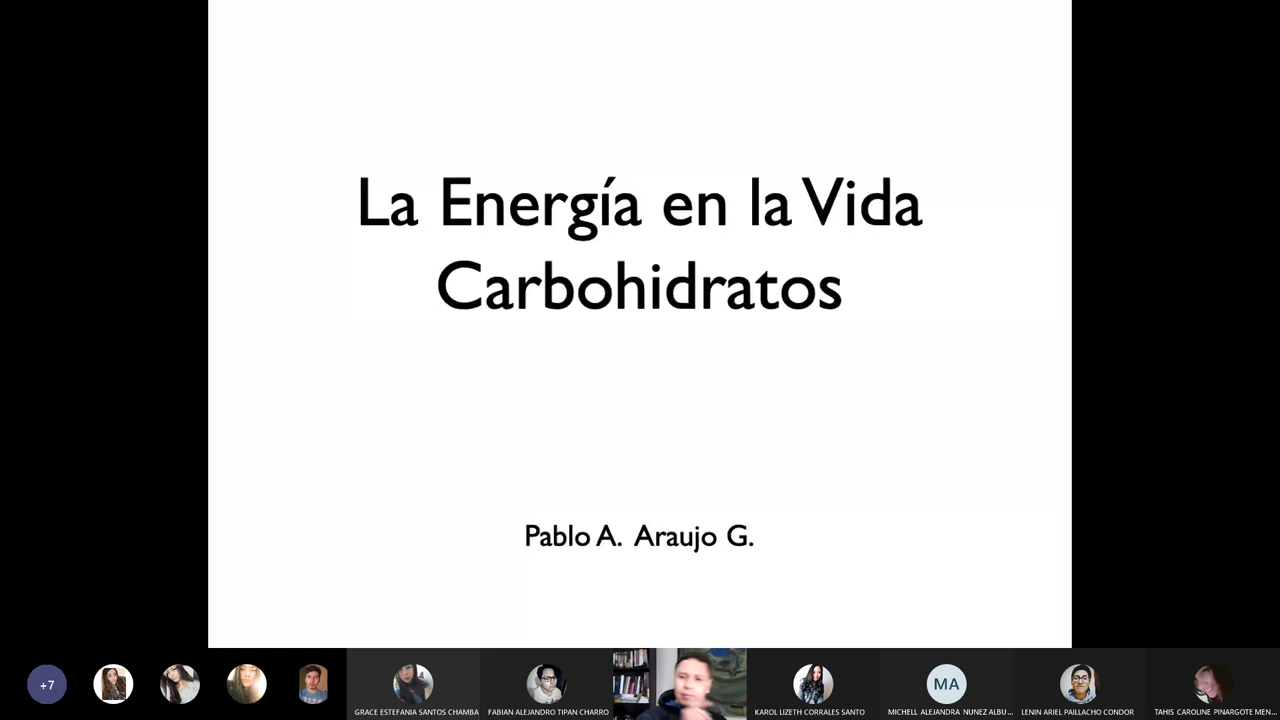 La Energía en la Vida
Carbohidratos
Pablo A. Araujo G.
+7
GRACE ESTEFANIA SANTOS CHAMBA
FABIAN ALEJANDRO TIPAN CHARRO
KAROL LIZETH CORRALES SANTO
MA
MICHELL ALEJANDRA NUNEZ ALBU...
LENIN ARIEL PAILLACHO CONDOR
TAHIS CAROLINE PINARGOTE MEN...